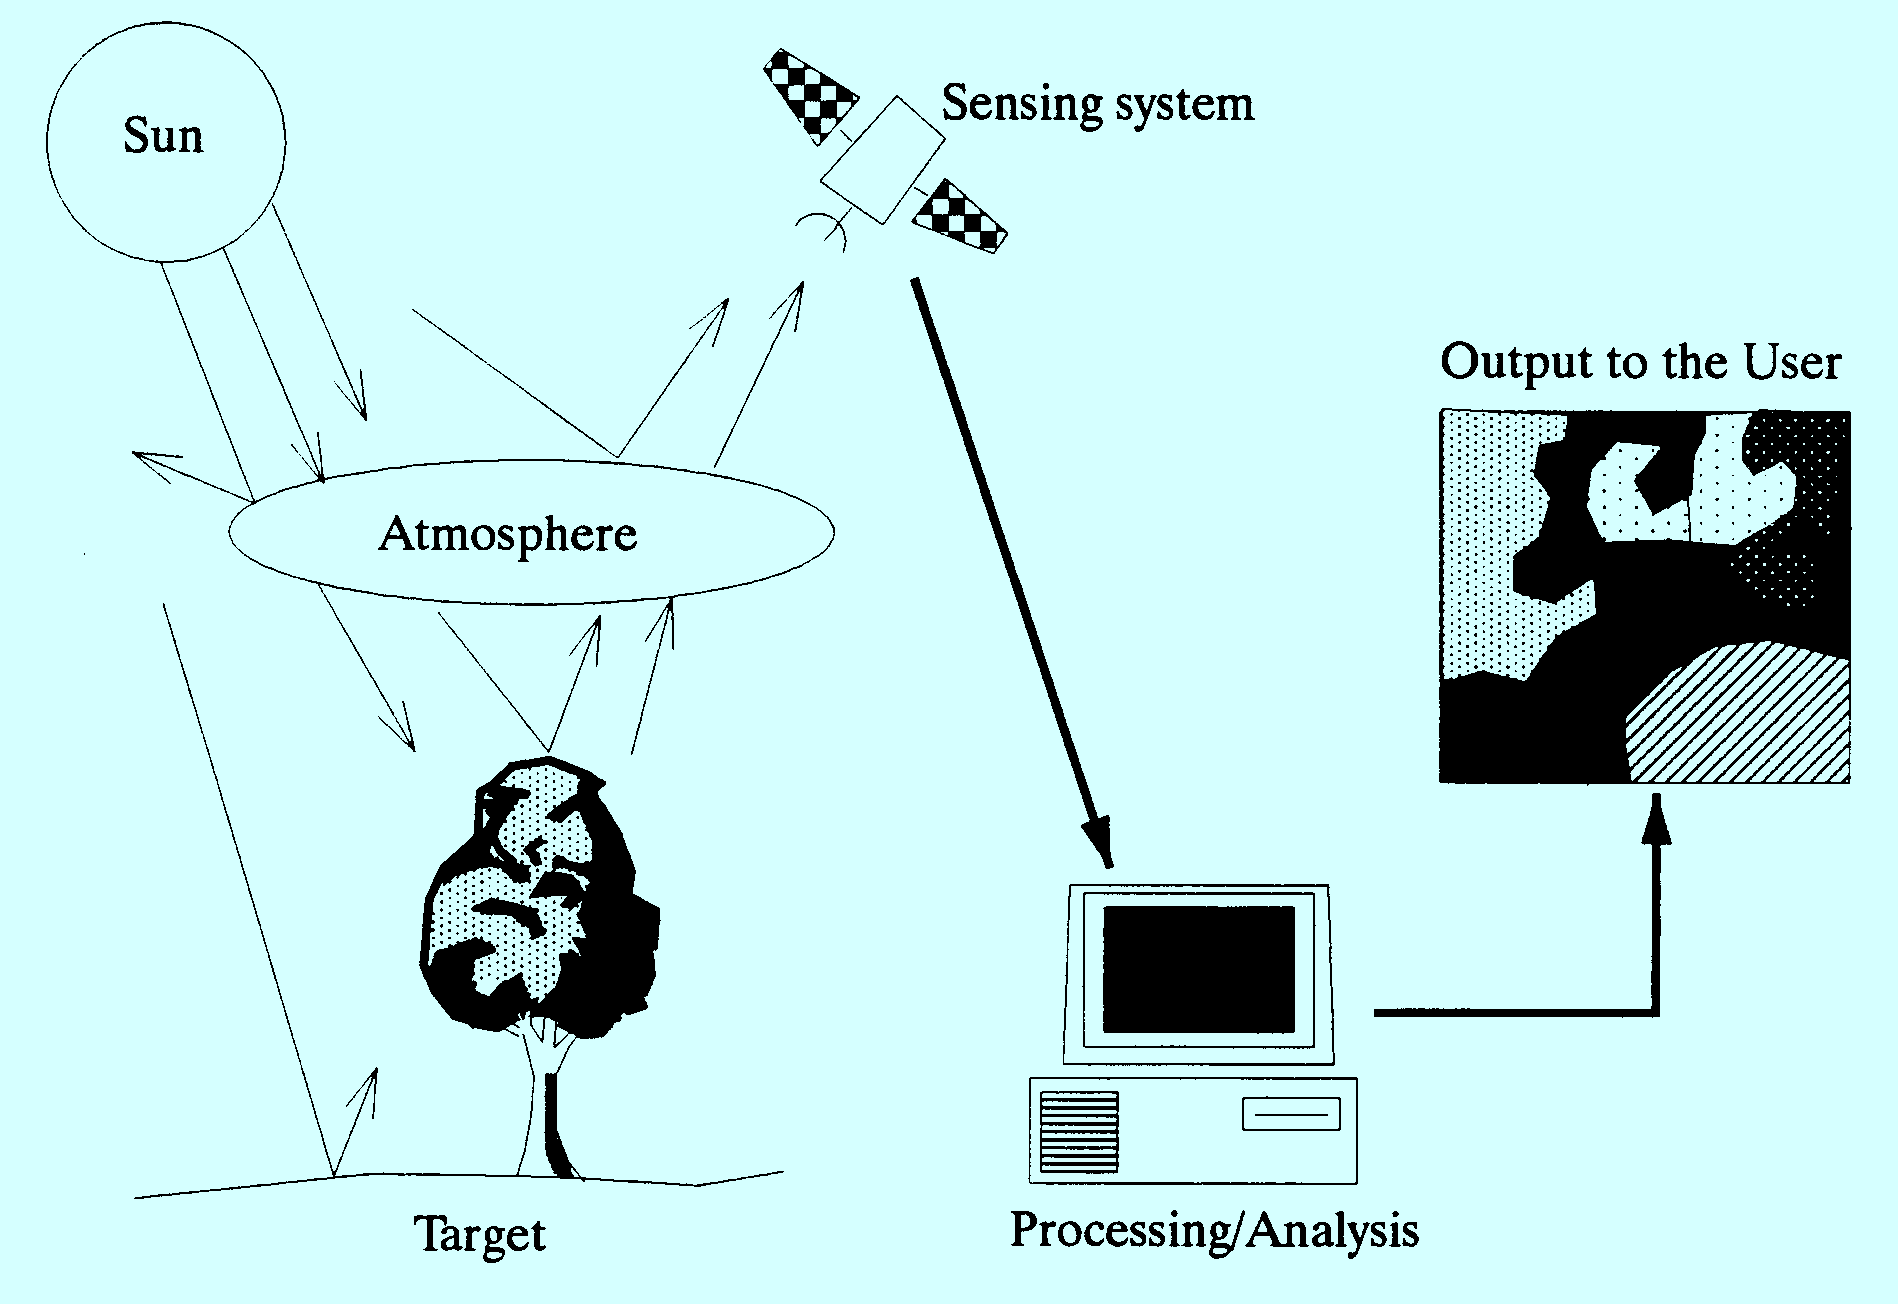 Sun
Sensing system
Output to the User
Atmosphere
Target
Processing/Analysis